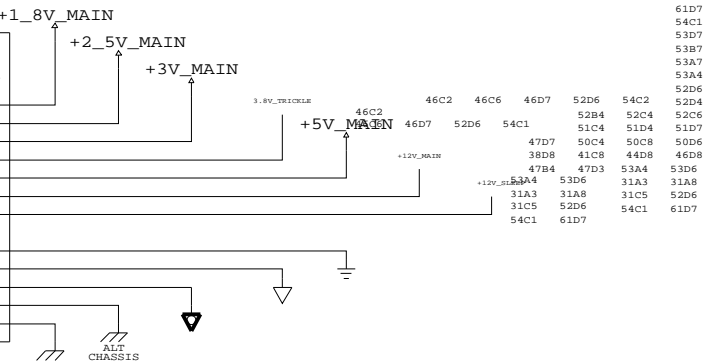 61D7
+1_8V_MAIN
54C1
+2_5V_MAIN
53D7
53B7
53A7
+3V_MAIN
53A4
52D6
3.8V_TRICKLE 46C2 46C6 46D7 52D6 54C2 52D4
46C2 52B4 52C4 52C6
+5V_MAIN 46D7 52D6 54C1 51C4 51D4 51D7
47D7 50C4 50C8 50D6
+12V_MAIN 38D8 41C8 44D8 46D8
47B4 47D3 53A4 53D6
53A4 53D6 31A3 31A8
31A3 31A8 31C5 52D6
31C5 52D6 54C1 61D7
54C1 61D7
ALT
CHASSIS